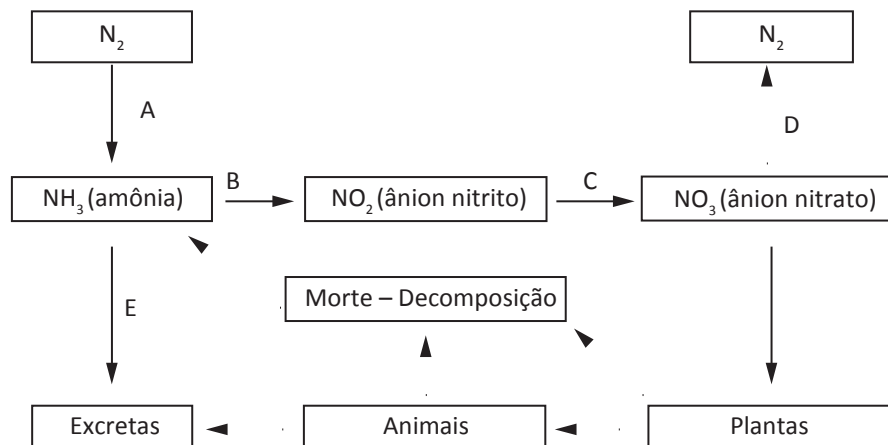 N₂
N₂
A
D
NH₃ (amônia)
B
NO₂ (ânion nitrito)
C
NO₃ (ânion nitrato)
E
Morte – Decomposição
Excretas
Animais
Plantas